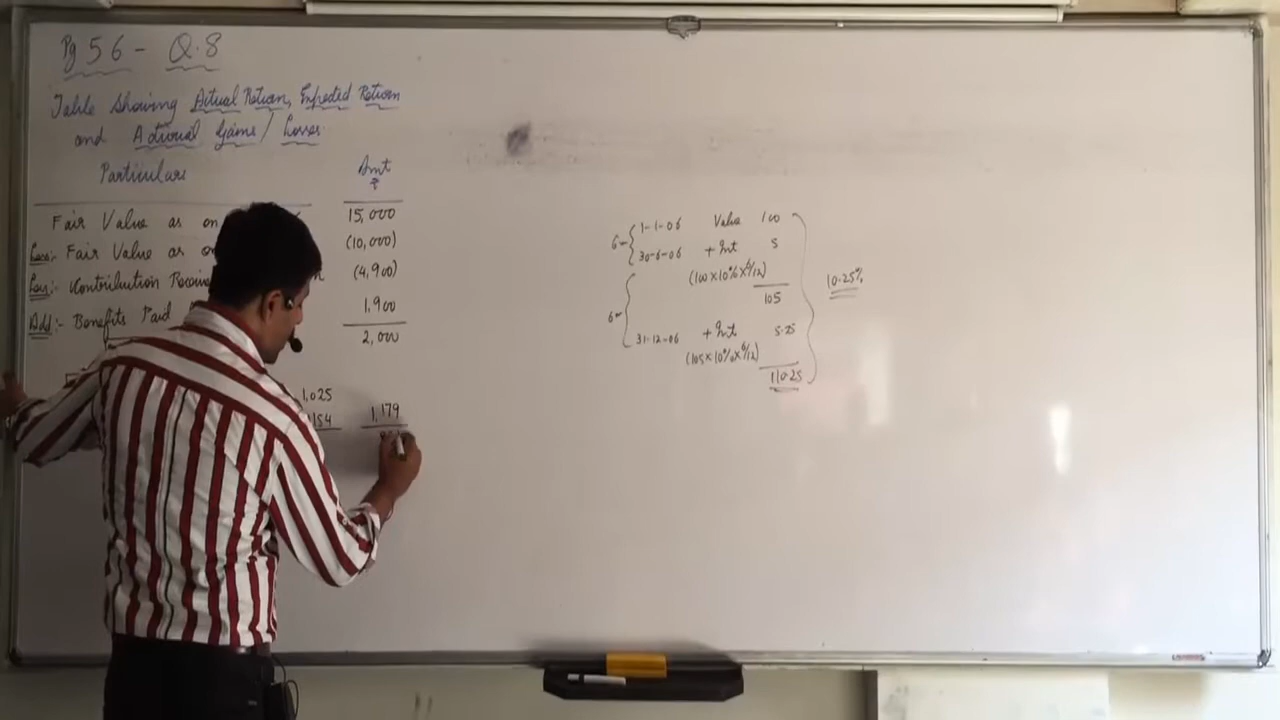 Pg 56 - Q.8
Table Showing Actual Return, Expected Return
and Actuarial Gains / Losses
Particulars Amt
₹
Fair Value as on 15,000
Less:- Fair Value as on (10,000)
Less:- Contribution Receive (4,900)
Add:- Benefits Paid 1,900
2,000
1,025
154 1,179
1-1-06 Value 100
6-
30-6-06 + Int 5
(100×10%×6/12)
105
6-
31-12-06 + Int 5.25
(105×10%×6/12)
110.25
10.25%